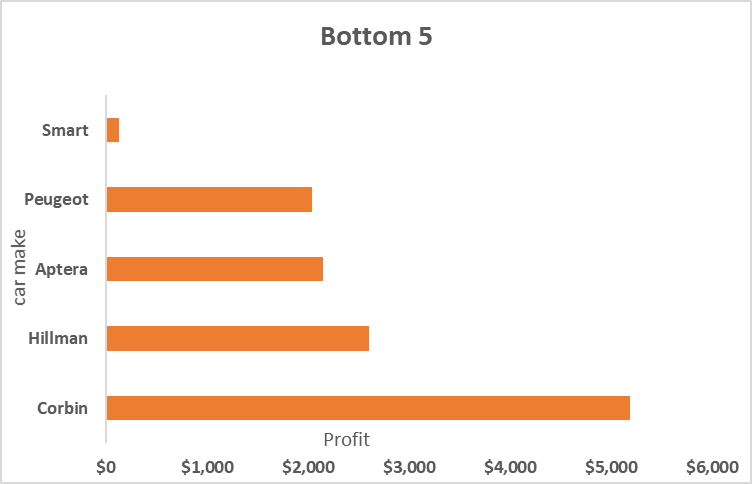 Bottom 5
Smart
Peugeot
Aptera
Hillman
Corbin
car make
Profit
$0 $1,000 $2,000 $3,000 $4,000 $5,000 $6,000